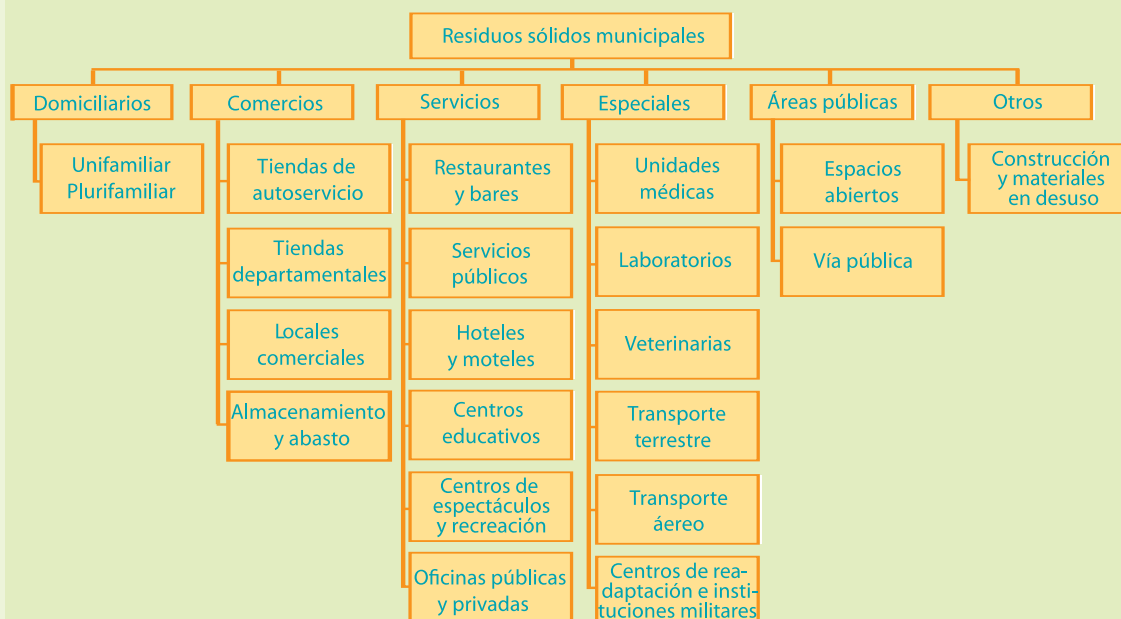 Residuos sólidos municipales
Domiciliarios
Unifamiliar
Plurifamiliar
Comercios
Tiendas de
autoservicio
Tiendas
departamentales
Locales
comerciales
Almacenamiento
y abasto
Servicios
Restaurantes
y bares
Servicios
públicos
Hoteles
y moteles
Centros
educativos
Centros de
espectáculos
y recreación
Oficinas públicas
y privadas
Especiales
Unidades
médicas
Laboratorios
Veterinarias
Transporte
terrestre
Transporte
áereo
Centros de rea-
daptación e insti-
tuciones militares
Áreas públicas
Espacios
abiertos
Vía pública
Otros
Construcción
y materiales
en desuso